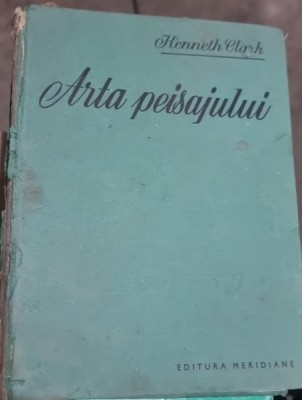 Kenneth Clark
Arta peisajului
EDITURA MERIDIANE